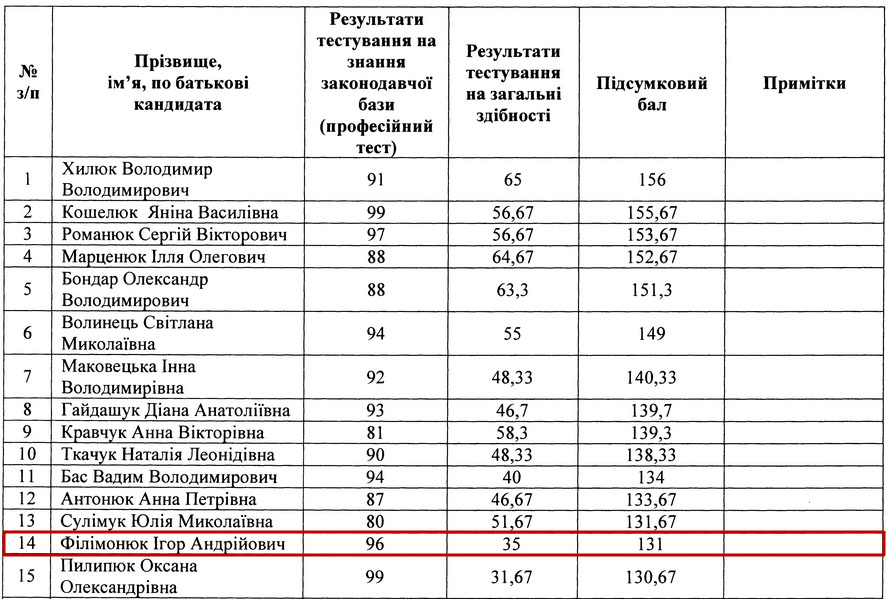 № з/п Прізвище, ім’я, по батькові кандидата Результати тестування на знання законодавчої бази (професійний тест) Результати тестування на загальні здібності Підсумковий бал Примітки
1 Хилюк Володимир Володимирович 91 65 156
2 Кошелюк Яніна Василівна 99 56,67 155,67
3 Романюк Сергій Вікторович 97 56,67 153,67
4 Марценюк Ілля Олегович 88 64,67 152,67
5 Бондар Олександр Володимирович 88 63,3 151,3
6 Волинець Світлана Миколаївна 94 55 149
7 Маковецька Інна Володимирівна 92 48,33 140,33
8 Гайдашук Діана Анатоліївна 93 46,7 139,7
9 Кравчук Анна Вікторівна 81 58,3 139,3
10 Ткачук Наталія Леонідівна 90 48,33 138,33
11 Бас Вадим Володимирович 94 40 134
12 Антонюк Анна Петрівна 87 46,67 133,67
13 Сулімук Юлія Миколаївна 80 51,67 131,67
14 Філімонюк Ігор Андрійович 96 35 131
15 Пилипюк Оксана Олександрівна 99 31,67 130,67